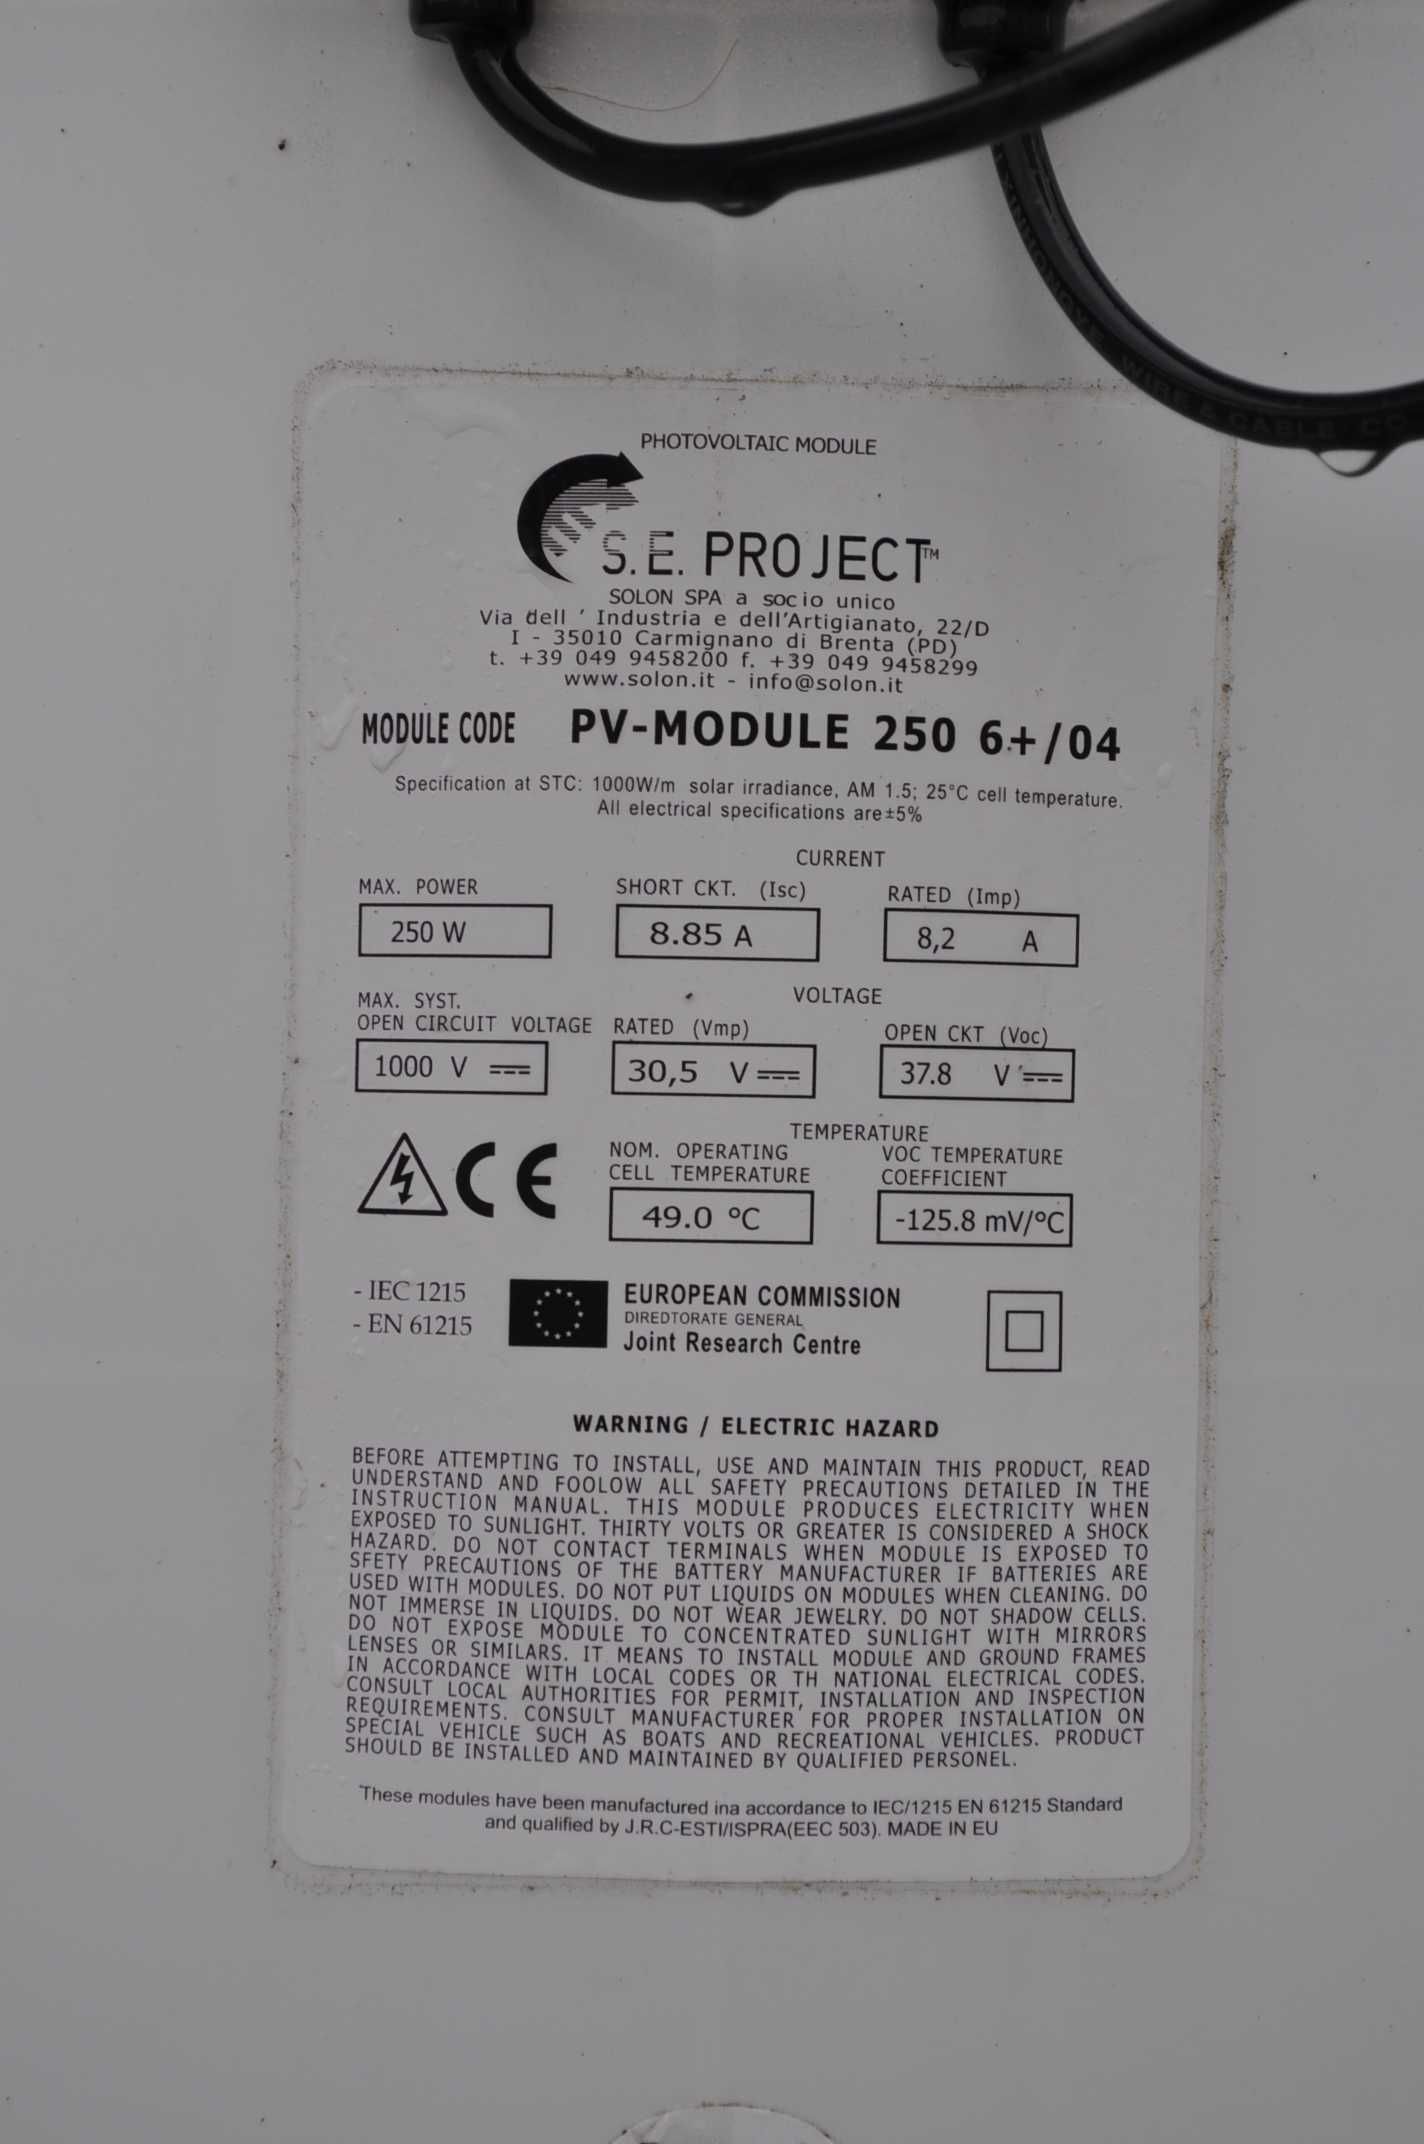 XINHONGYE WIRE & CABLE CO
PHOTOVOLTAIC MODULE
S.E. PROJECT™
SOLON SPA a socio unico
Via dell ' Industria e dell'Artigianato, 22/D
I - 35010 Carmignano di Brenta (PD)
t. +39 049 9458200 f. +39 049 9458299
www.solon.it - info@solon.it
MODULE CODE PV-MODULE 250 6+/04
Specification at STC: 1000W/m solar irradiance, AM 1.5; 25°C cell temperature.
All electrical specifications are ±5%
CURRENT
MAX. POWER SHORT CKT. (Isc) RATED (Imp)
250 W 8.85 A 8,2 A
VOLTAGE
MAX. SYST.
OPEN CIRCUIT VOLTAGE RATED (Vmp) OPEN CKT (Voc)
1000 V 30,5 V 37.8 V
TEMPERATURE
NOM. OPERATING VOC TEMPERATURE
CELL TEMPERATURE COEFFICIENT
CE 49.0 °C -125.8 mV/°C
- IEC 1215
- EN 61215
EUROPEAN COMMISSION
DIREDTORATE GENERAL
Joint Research Centre
WARNING / ELECTRIC HAZARD
BEFORE ATTEMPTING TO INSTALL, USE AND MAINTAIN THIS PRODUCT, READ
UNDERSTAND AND FOOLOW ALL SAFETY PRECAUTIONS DETAILED IN THE
INSTRUCTION MANUAL. THIS MODULE PRODUCES ELECTRICITY WHEN
EXPOSED TO SUNLIGHT. THIRTY VOLTS OR GREATER IS CONSIDERED A SHOCK
HAZARD. DO NOT CONTACT TERMINALS WHEN MODULE IS EXPOSED TO
SFETY PRECAUTIONS OF THE BATTERY MANUFACTURER IF BATTERIES ARE
USED WITH MODULES. DO NOT PUT LIQUIDS ON MODULES WHEN CLEANING. DO
NOT IMMERSE IN LIQUIDS. DO NOT WEAR JEWELRY. DO NOT SHADOW CELLS.
DO NOT EXPOSE MODULE TO CONCENTRATED SUNLIGHT WITH MIRRORS
LENSES OR SIMILARS. IT MEANS TO INSTALL MODULE AND GROUND FRAMES
IN ACCORDANCE WITH LOCAL CODES OR TH NATIONAL ELECTRICAL CODES.
CONSULT LOCAL AUTHORITIES FOR PERMIT, INSTALLATION AND INSPECTION
REQUIREMENTS. CONSULT MANUFACTURER FOR PROPER INSTALLATION ON
SPECIAL VEHICLE SUCH AS BOATS AND RECREATIONAL VEHICLES. PRODUCT
SHOULD BE INSTALLED AND MAINTAINED BY QUALIFIED PERSONEL.
These modules have been manufactured ina accordance to IEC/1215 EN 61215 Standard
and qualified by J.R.C-ESTI/ISPRA(EEC 503). MADE IN EU